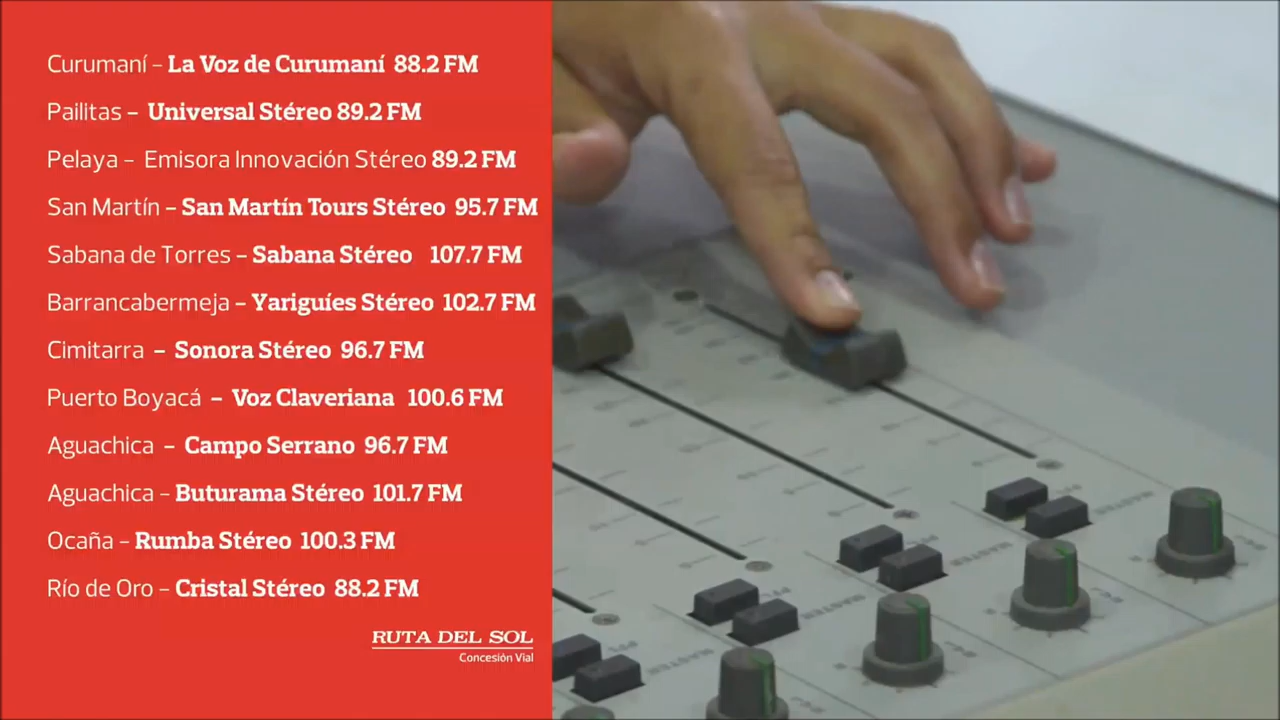 Curumaní – La Voz de Curumaní 88.2 FM
Pailitas – Universal Stéreo 89.2 FM
Pelaya – Emisora Innovación Stéreo 89.2 FM
San Martín – San Martín Tours Stéreo 95.7 FM
Sabana de Torres – Sabana Stéreo 107.7 FM
Barrancabermeja – Yariguíes Stéreo 102.7 FM
Cimitarra – Sonora Stéreo 96.7 FM
Puerto Boyacá – Voz Claveriana 100.6 FM
Aguachica – Campo Serrano 96.7 FM
Aguachica – Buturama Stéreo 101.7 FM
Ocaña – Rumba Stéreo 100.3 FM
Río de Oro – Cristal Stéreo 88.2 FM
RUTA DEL SOL
Concesión Vial
MASTER
MASTER
MASTER